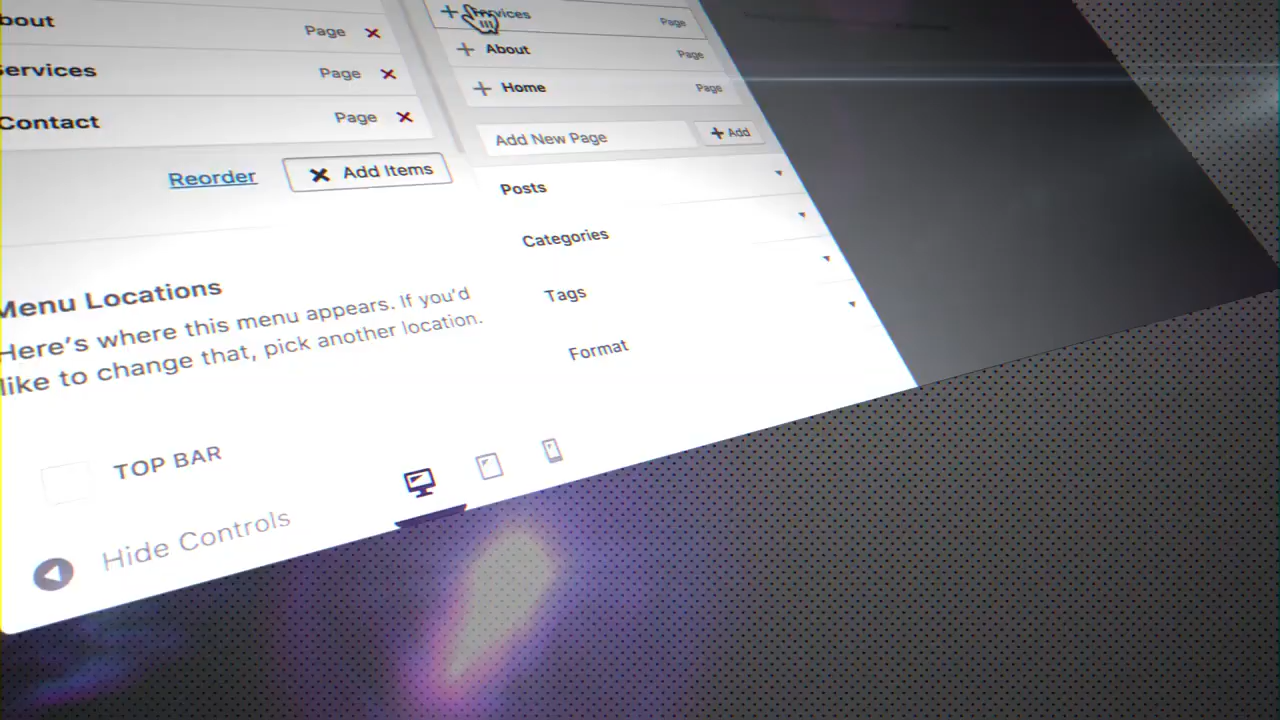 bout Page
ervices Page
Contact Page
Reorder Add Items
Menu Locations
Here's where this menu appears. If you'd
like to change that, pick another location.
TOP BAR
Hide Controls
Services Page
About Page
Home Page
Add New Page Add
Posts
Categories
Tags
Format